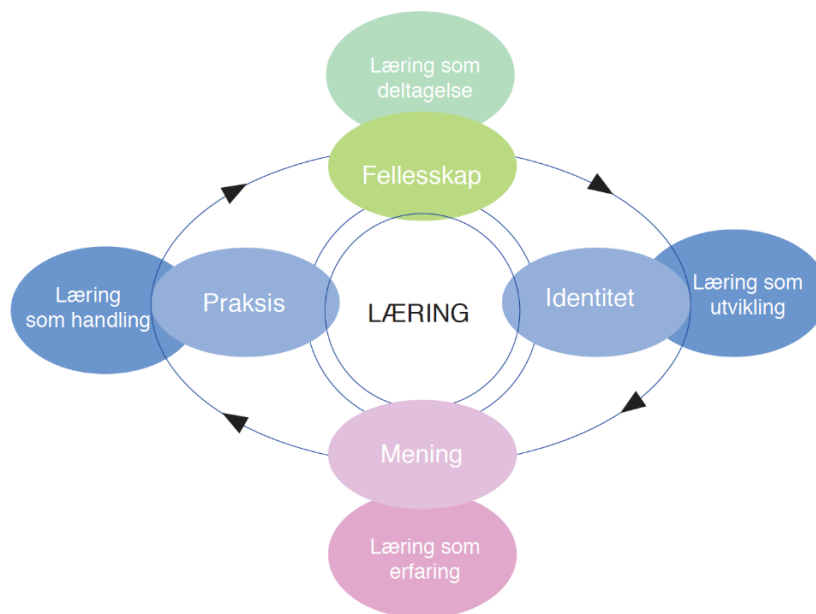 Læring som
deltagelse
Fellesskap
Læring
som handling
Praksis
LÆRING
Identitet
Læring som
utvikling
Mening
Læring som
erfaring